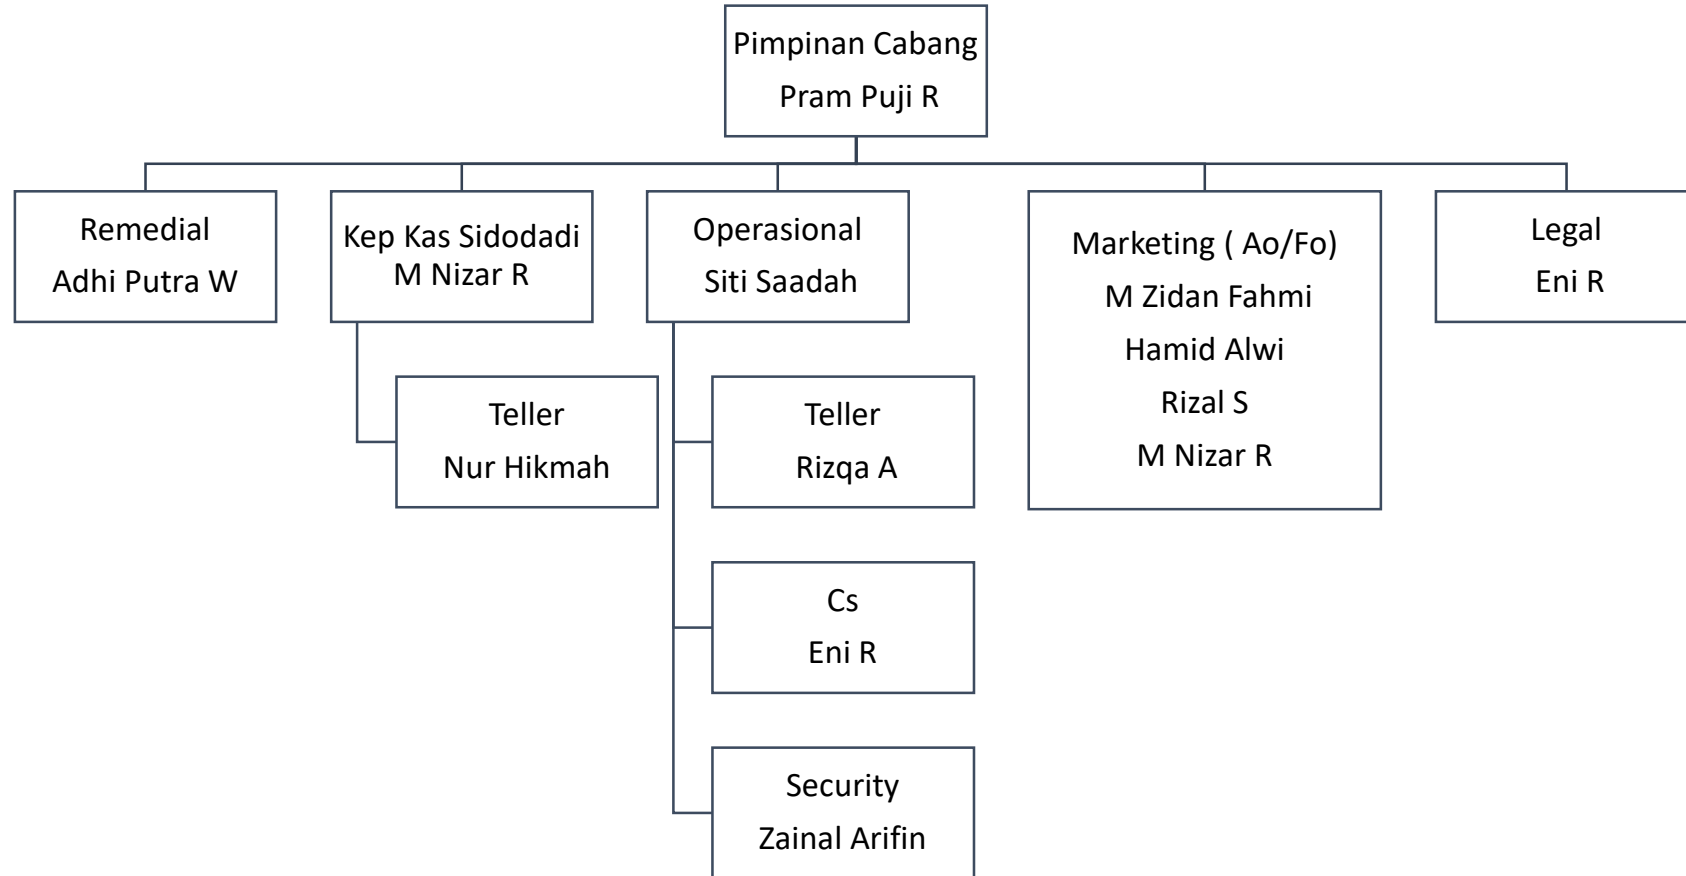 Pimpinan Cabang
Pram Puji R
Remedial
Adhi Putra W
Kep Kas Sidodadi
M Nizar R
Operasional
Siti Saadah
Marketing ( Ao/Fo)
M Zidan Fahmi
Hamid Alwi
Rizal S
M Nizar R
Legal
Eni R
Teller
Nur Hikmah
Teller
Rizqa A
Cs
Eni R
Security
Zainal Arifin